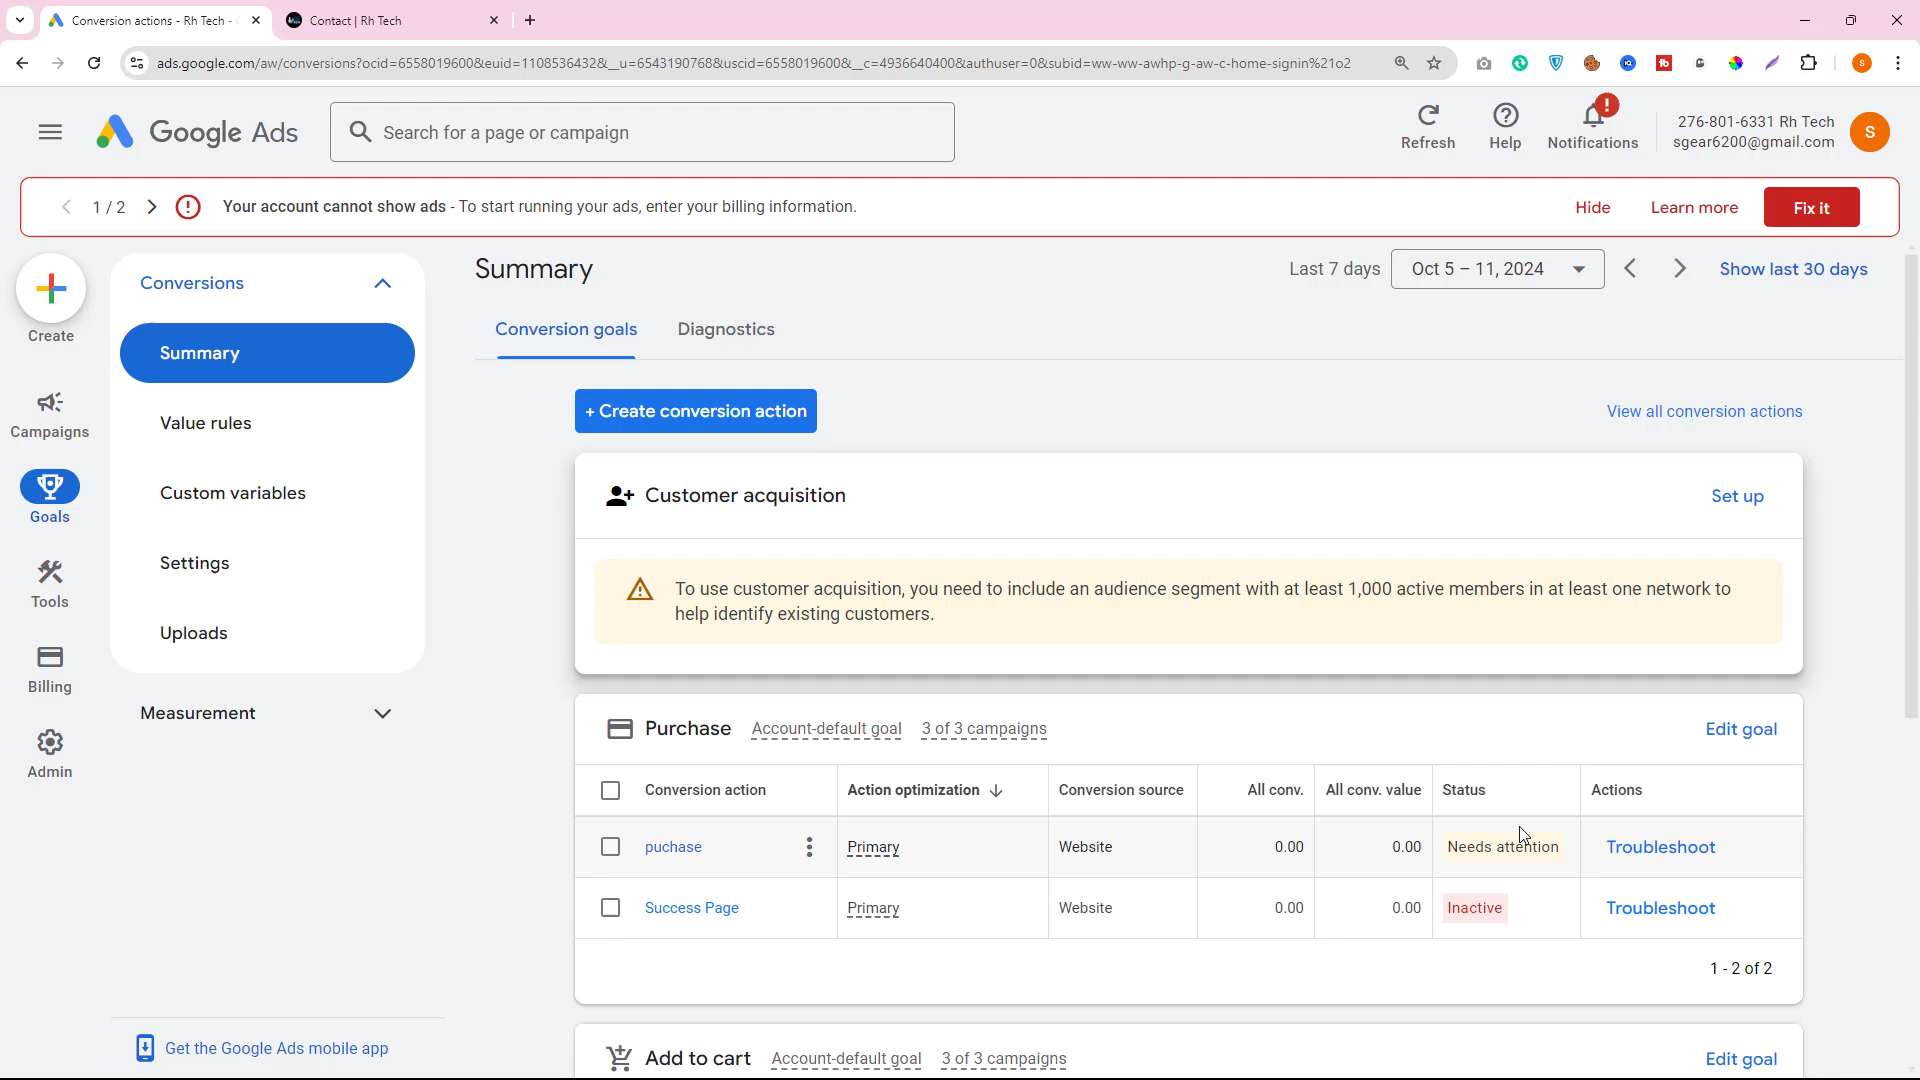 Conversion actions - Rh Tech -
Contact | Rh Tech
ads.google.com/aw/conversions?ocid=6558019600&euid=1108536432&__u=6543190768&uscid=6558019600&__c=4936640400&authuser=0&subid=ww-ww-awhp-g-aw-c-home-signin%21o2
S
Google Ads
Search for a page or campaign
Refresh
Help
Notifications
276-801-6331 Rh Tech
sgear6200@gmail.com
S
1 / 2
Your account cannot show ads - To start running your ads, enter your billing information.
Hide
Learn more
Fix it
Create
Campaigns
Goals
Tools
Billing
Admin
Conversions
Summary
Value rules
Custom variables
Settings
Uploads
Measurement
Get the Google Ads mobile app
Summary
Last 7 days
Oct 5 – 11, 2024
Show last 30 days
Conversion goals
Diagnostics
+ Create conversion action
View all conversion actions
Customer acquisition
Set up
To use customer acquisition, you need to include an audience segment with at least 1,000 active members in at least one network to
help identify existing customers.
Purchase Account-default goal 3 of 3 campaigns
Edit goal
Conversion action Action optimization Conversion source All conv. All conv. value Status Actions
puchase Primary Website 0.00 0.00 Needs attention Troubleshoot
Success Page Primary Website 0.00 0.00 Inactive Troubleshoot
1 - 2 of 2
Add to cart Account-default goal 3 of 3 campaigns
Edit goal